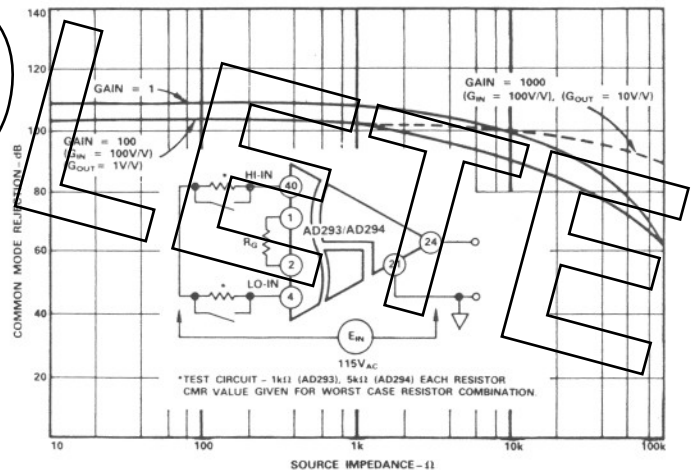 140
120
100
80
60
40
20
COMMON MODE REJECTION – dB
GAIN = 1
GAIN = 1000
(G_IN = 100V/V), (G_OUT = 10V/V)
GAIN = 100
(G_IN = 100V/V)
G_OUT = 1V/V)
* HI-IN
40
1
AD293/AD294
24
R_G
2
21
* LO-IN
4
E_IN
115V_AC
*TEST CIRCUIT – 1kΩ (AD293), 5kΩ (AD294) EACH RESISTOR
CMR VALUE GIVEN FOR WORST CASE RESISTOR COMBINATION.
10 100 1k 10k 100k
SOURCE IMPEDANCE – Ω
LETE